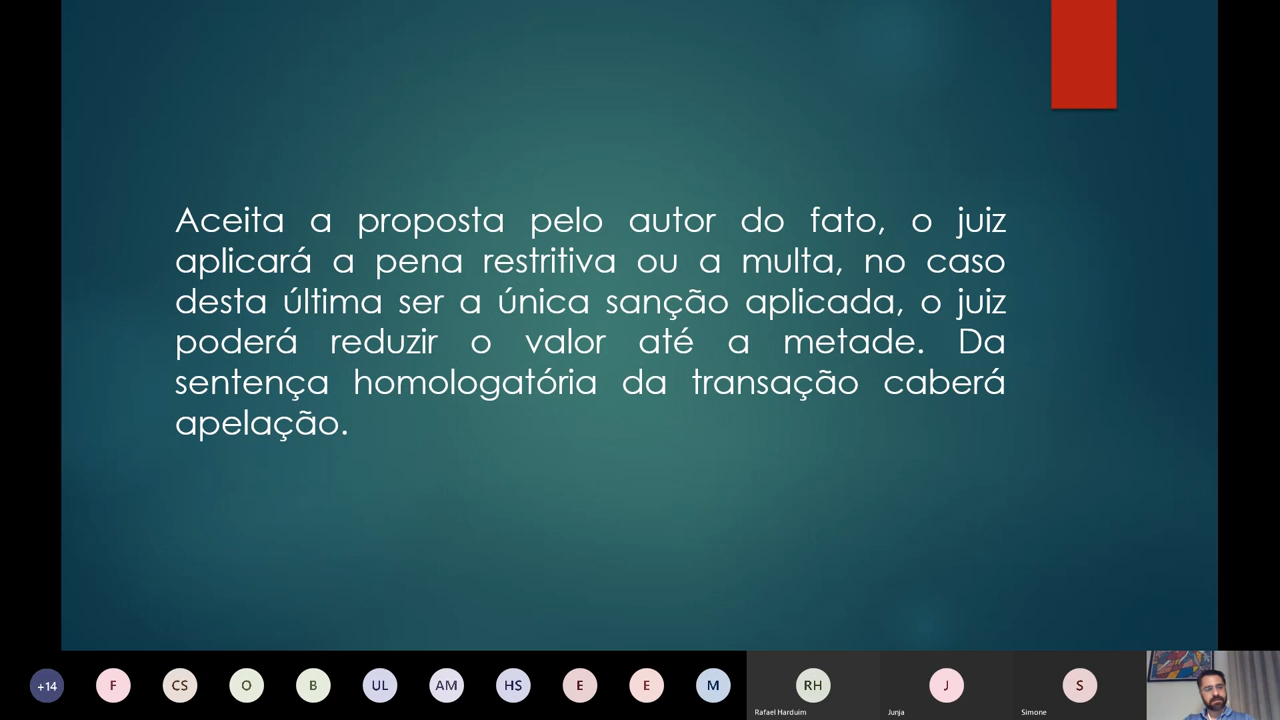 Aceita a proposta pelo autor do fato, o juiz
aplicará a pena restritiva ou a multa, no caso
desta última ser a única sanção aplicada, o juiz
poderá reduzir o valor até a metade. Da
sentença homologatória da transação caberá
apelação.
+14 F CS O B UL AM HS E E M RH J S
Rafael Harduim Junja Simone